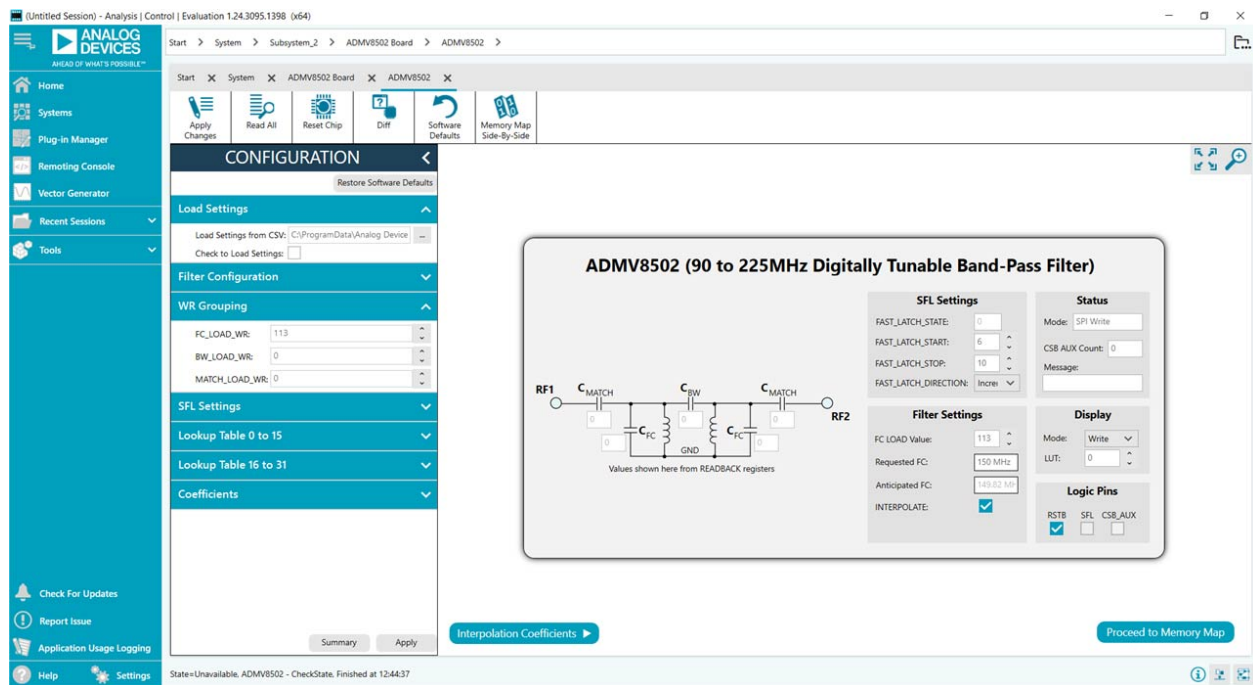 (Untitled Session) - Analysis | Control | Evaluation 1.24.3095.1398 (x64)
ANALOG DEVICES
AHEAD OF WHAT'S POSSIBLE™
Start > System > Subsystem_2 > ADMV8502 Board > ADMV8502 >
Home
Systems
Plug-in Manager
Remoting Console
Vector Generator
Recent Sessions
Tools
Start System ADMV8502 Board ADMV8502
Apply Changes
Read All
Reset Chip
Diff
Software Defaults
Memory Map Side-By-Side
CONFIGURATION
Restore Software Defaults
Load Settings
Load Settings from CSV: C:\ProgramData\Analog Device ...
Check to Load Settings:
Filter Configuration
WR Grouping
FC_LOAD_WR: 113
BW_LOAD_WR: 0
MATCH_LOAD_WR: 0
SFL Settings
Lookup Table 0 to 15
Lookup Table 16 to 31
Coefficients
Summary
Apply
ADMV8502 (90 to 225MHz Digitally Tunable Band-Pass Filter)
RF1 CMATCH CBW CMATCH RF2
0 0 0
CFC CFC
0 0
GND
Values shown here from READBACK registers
SFL Settings
FAST_LATCH_STATE: 0
FAST_LATCH_START: 6
FAST_LATCH_STOP: 10
FAST_LATCH_DIRECTION: Incre
Filter Settings
FC LOAD Value: 113
Requested FC: 150 MHz
Anticipated FC: 149.82 MH
INTERPOLATE:
Status
Mode: SPI Write
CSB AUX Count: 0
Message:
Display
Mode: Write
LUT: 0
Logic Pins
RSTB SFL CSB_AUX
Interpolation Coefficients
Proceed to Memory Map
Check For Updates
Report Issue
Application Usage Logging
Help
Settings
State=Unavailable, ADMV8502 - CheckState, Finished at 12:44:37